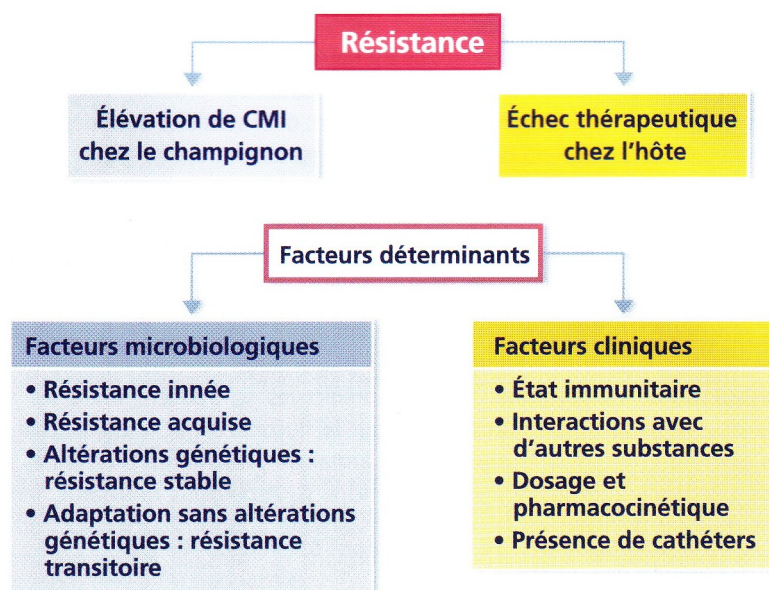 Résistance
Élévation de CMI
chez le champignon
Échec thérapeutique
chez l'hôte
Facteurs déterminants
Facteurs microbiologiques
• Résistance innée
• Résistance acquise
• Altérations génétiques :
résistance stable
• Adaptation sans altérations
génétiques : résistance
transitoire
Facteurs cliniques
• État immunitaire
• Interactions avec
d'autres substances
• Dosage et
pharmacocinétique
• Présence de cathéters